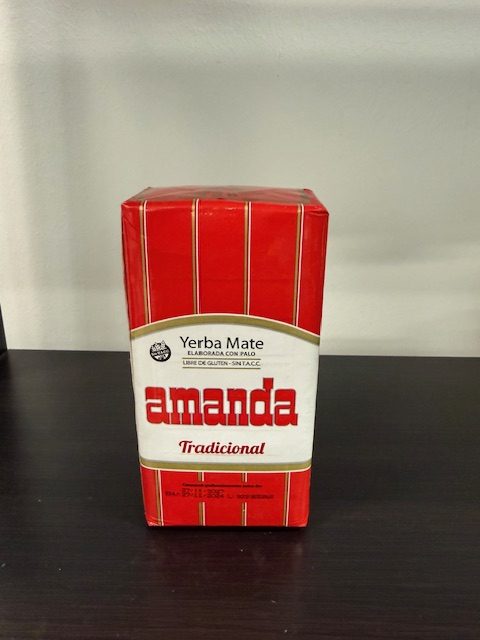 Yerba Mate
ELABORADA CON PALO
LIBRE DE GLUTEN - SIN T.A.C.C.
amanda
Tradicional